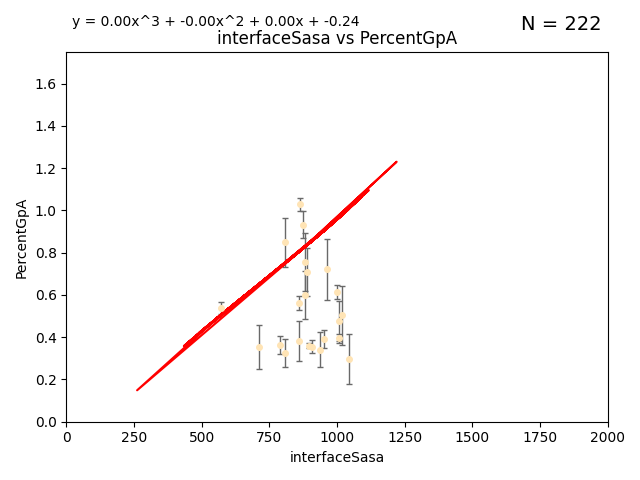 y = 0.00x^3 + -0.00x^2 + 0.00x + -0.24
N = 222
interfaceSasa vs PercentGpA
PercentGpA
1.6
1.4
1.2
1.0
0.8
0.6
0.4
0.2
0.0
0 250 500 750 1000 1250 1500 1750 2000
interfaceSasa